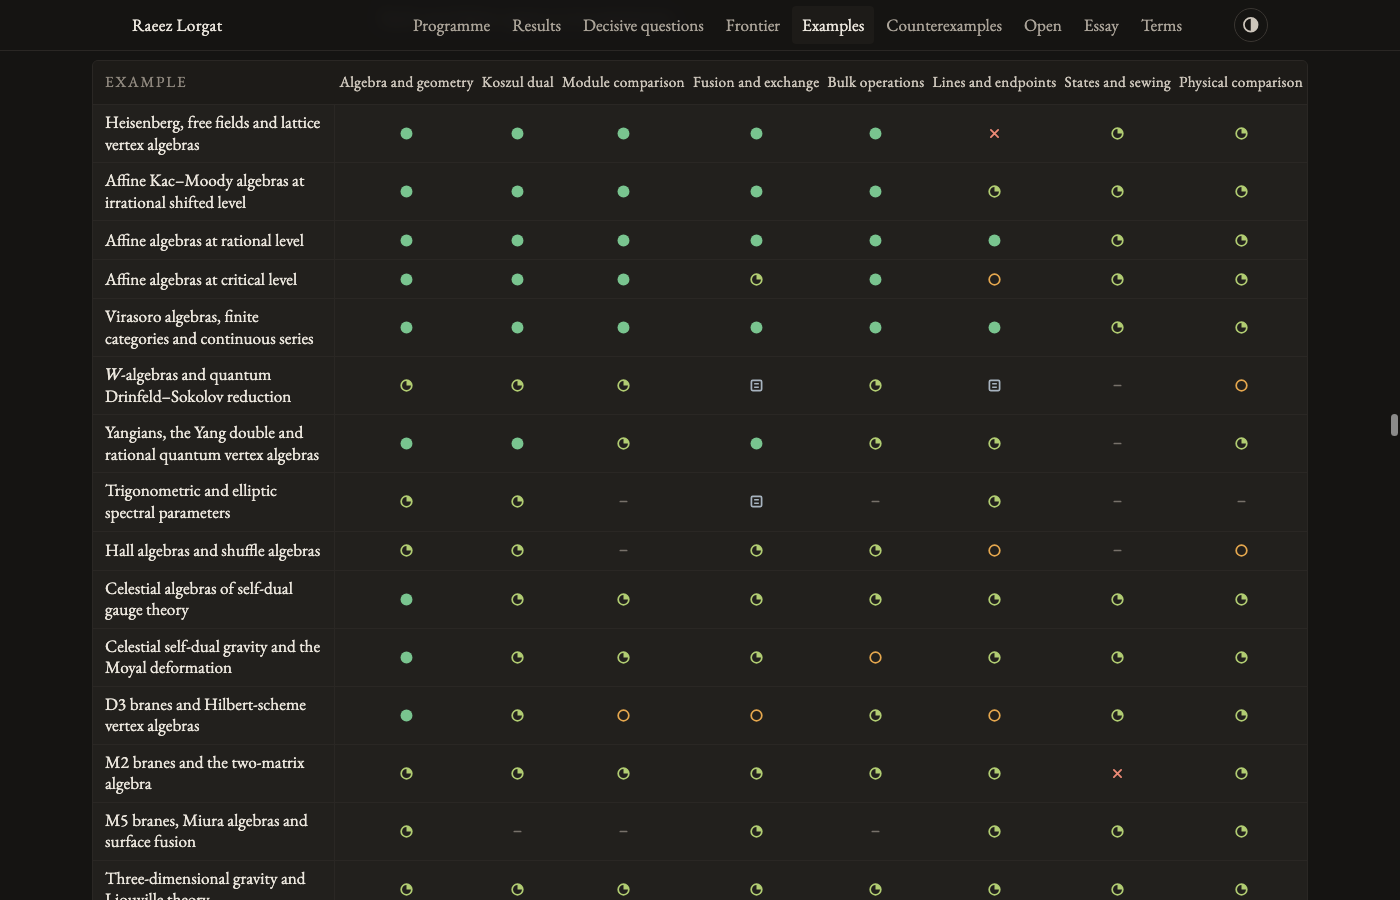 Raeez Lorgat
Programme Results Decisive questions Frontier Examples Counterexamples Open Essay Terms
EXAMPLE Algebra and geometry Koszul dual Module comparison Fusion and exchange Bulk operations Lines and endpoints States and sewing Physical comparison
Heisenberg, free fields and lattice
vertex algebras
Affine Kac–Moody algebras at
irrational shifted level
Affine algebras at rational level
Affine algebras at critical level
Virasoro algebras, finite
categories and continuous series
W-algebras and quantum
Drinfeld–Sokolov reduction
Yangians, the Yang double and
rational quantum vertex algebras
Trigonometric and elliptic
spectral parameters
Hall algebras and shuffle algebras
Celestial algebras of self-dual
gauge theory
Celestial self-dual gravity and the
Moyal deformation
D3 branes and Hilbert-scheme
vertex algebras
M2 branes and the two-matrix
algebra
M5 branes, Miura algebras and
surface fusion
Three-dimensional gravity and
Liouville theory